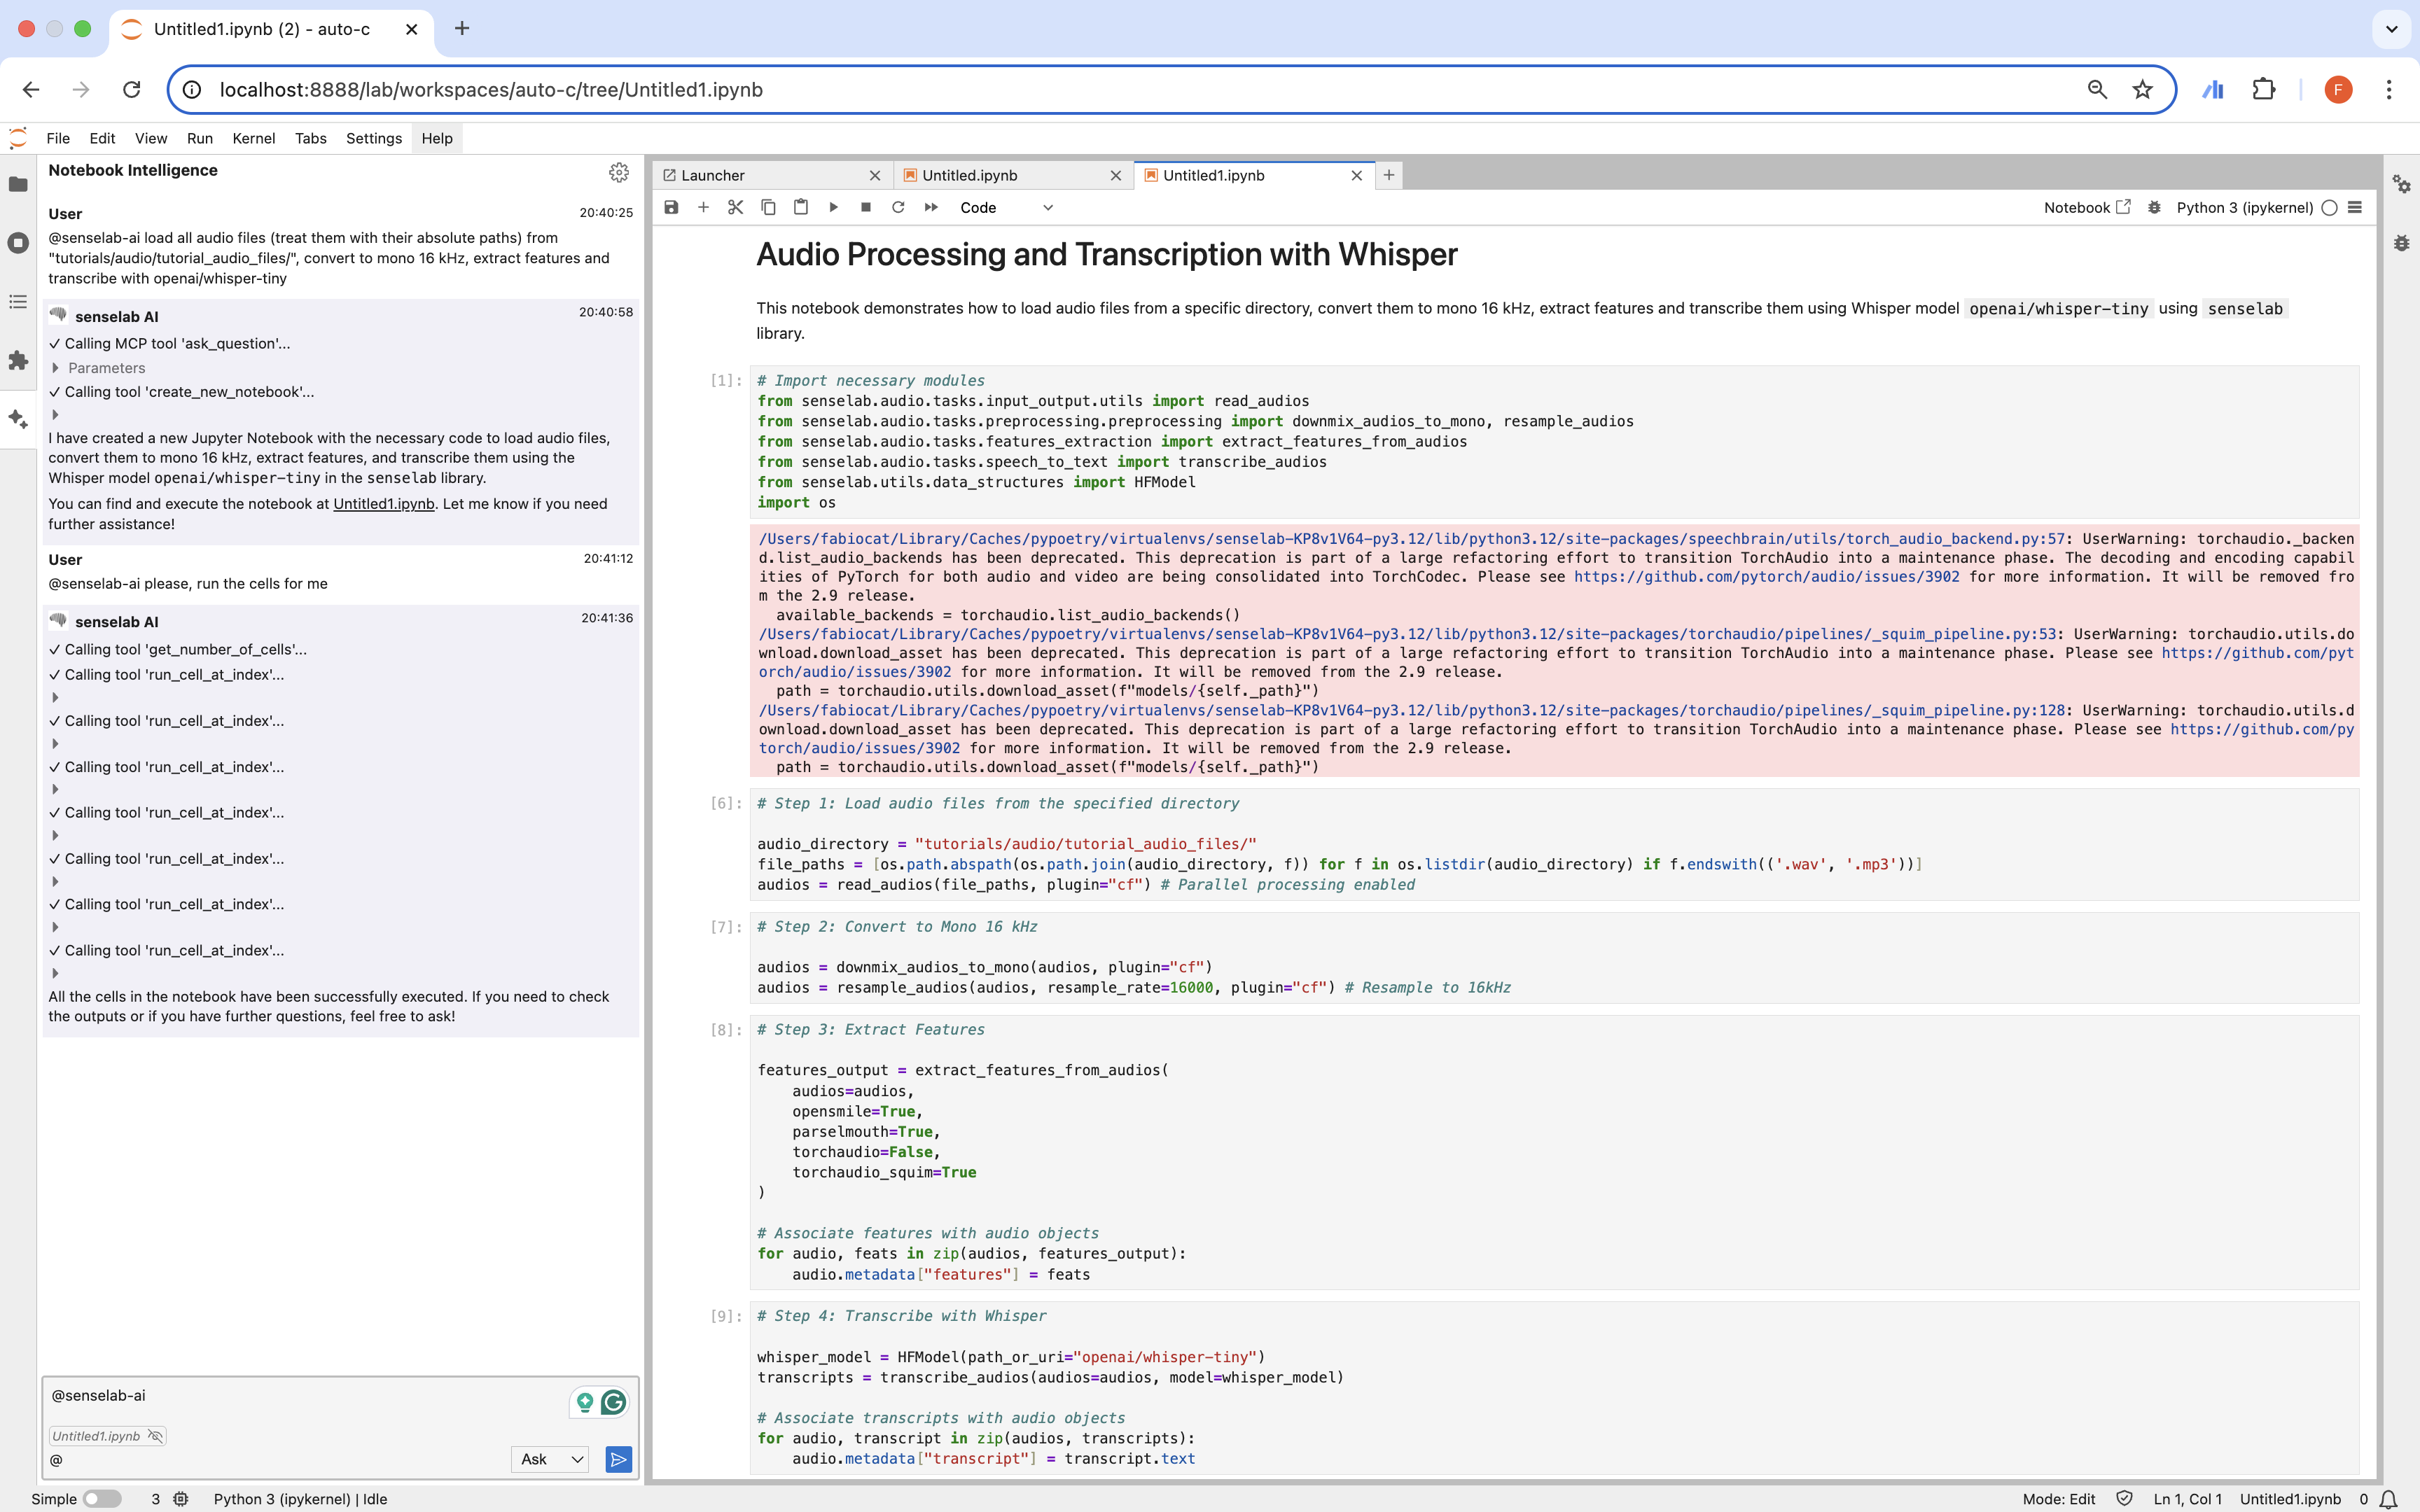 Untitled1.ipynb (2) - auto-c
localhost:8888/lab/workspaces/auto-c/tree/Untitled1.ipynb
F
File Edit View Run Kernel Tabs Settings Help
Notebook Intelligence
User 20:40:25
@senselab-ai load all audio files (treat them with their absolute paths) from
"tutorials/audio/tutorial_audio_files/", convert to mono 16 kHz, extract features and
transcribe with openai/whisper-tiny
senselab AI 20:40:58
✓ Calling MCP tool 'ask_question'...
Parameters
✓ Calling tool 'create_new_notebook'...
I have created a new Jupyter Notebook with the necessary code to load audio files,
convert them to mono 16 kHz, extract features, and transcribe them using the
Whisper model openai/whisper-tiny in the senselab library.
You can find and execute the notebook at Untitled1.ipynb. Let me know if you need
further assistance!
User 20:41:12
@senselab-ai please, run the cells for me
senselab AI 20:41:36
✓ Calling tool 'get_number_of_cells'...
✓ Calling tool 'run_cell_at_index'...
✓ Calling tool 'run_cell_at_index'...
✓ Calling tool 'run_cell_at_index'...
✓ Calling tool 'run_cell_at_index'...
✓ Calling tool 'run_cell_at_index'...
✓ Calling tool 'run_cell_at_index'...
✓ Calling tool 'run_cell_at_index'...
All the cells in the notebook have been successfully executed. If you need to check
the outputs or if you have further questions, feel free to ask!
@senselab-ai
Untitled1.ipynb
@ Ask
Launcher Untitled.ipynb Untitled1.ipynb
Code Notebook Python 3 (ipykernel)
Audio Processing and Transcription with Whisper
This notebook demonstrates how to load audio files from a specific directory, convert them to mono 16 kHz, extract features and transcribe them using Whisper model openai/whisper-tiny using senselab
library.
[1]: # Import necessary modules
from senselab.audio.tasks.input_output.utils import read_audios
from senselab.audio.tasks.preprocessing.preprocessing import downmix_audios_to_mono, resample_audios
from senselab.audio.tasks.features_extraction import extract_features_from_audios
from senselab.audio.tasks.speech_to_text import transcribe_audios
from senselab.utils.data_structures import HFModel
import os
/Users/fabiocat/Library/Caches/pypoetry/virtualenvs/senselab-KP8v1V64-py3.12/lib/python3.12/site-packages/speechbrain/utils/torch_audio_backend.py:57: UserWarning: torchaudio._backen
d.list_audio_backends has been deprecated. This deprecation is part of a large refactoring effort to transition TorchAudio into a maintenance phase. The decoding and encoding capabil
ities of PyTorch for both audio and video are being consolidated into TorchCodec. Please see https://github.com/pytorch/audio/issues/3902 for more information. It will be removed fro
m the 2.9 release.
  available_backends = torchaudio.list_audio_backends()
/Users/fabiocat/Library/Caches/pypoetry/virtualenvs/senselab-KP8v1V64-py3.12/lib/python3.12/site-packages/torchaudio/pipelines/_squim_pipeline.py:53: UserWarning: torchaudio.utils.do
wnload.download_asset has been deprecated. This deprecation is part of a large refactoring effort to transition TorchAudio into a maintenance phase. Please see https://github.com/pyt
orch/audio/issues/3902 for more information. It will be removed from the 2.9 release.
  path = torchaudio.utils.download_asset(f"models/{self._path}")
/Users/fabiocat/Library/Caches/pypoetry/virtualenvs/senselab-KP8v1V64-py3.12/lib/python3.12/site-packages/torchaudio/pipelines/_squim_pipeline.py:128: UserWarning: torchaudio.utils.d
ownload.download_asset has been deprecated. This deprecation is part of a large refactoring effort to transition TorchAudio into a maintenance phase. Please see https://github.com/py
torch/audio/issues/3902 for more information. It will be removed from the 2.9 release.
  path = torchaudio.utils.download_asset(f"models/{self._path}")
[6]: # Step 1: Load audio files from the specified directory
audio_directory = "tutorials/audio/tutorial_audio_files/"
file_paths = [os.path.abspath(os.path.join(audio_directory, f)) for f in os.listdir(audio_directory) if f.endswith(('.wav', '.mp3'))]
audios = read_audios(file_paths, plugin="cf") # Parallel processing enabled
[7]: # Step 2: Convert to Mono 16 kHz
audios = downmix_audios_to_mono(audios, plugin="cf")
audios = resample_audios(audios, resample_rate=16000, plugin="cf") # Resample to 16kHz
[8]: # Step 3: Extract Features
features_output = extract_features_from_audios(
    audios=audios,
    opensmile=True,
    parselmouth=True,
    torchaudio=False,
    torchaudio_squim=True
)
# Associate features with audio objects
for audio, feats in zip(audios, features_output):
    audio.metadata["features"] = feats
[9]: # Step 4: Transcribe with Whisper
whisper_model = HFModel(path_or_uri="openai/whisper-tiny")
transcripts = transcribe_audios(audios=audios, model=whisper_model)
# Associate transcripts with audio objects
for audio, transcript in zip(audios, transcripts):
    audio.metadata["transcript"] = transcript.text
Simple 3 Python 3 (ipykernel) | Idle Mode: Edit Ln 1, Col 1 Untitled1.ipynb 0